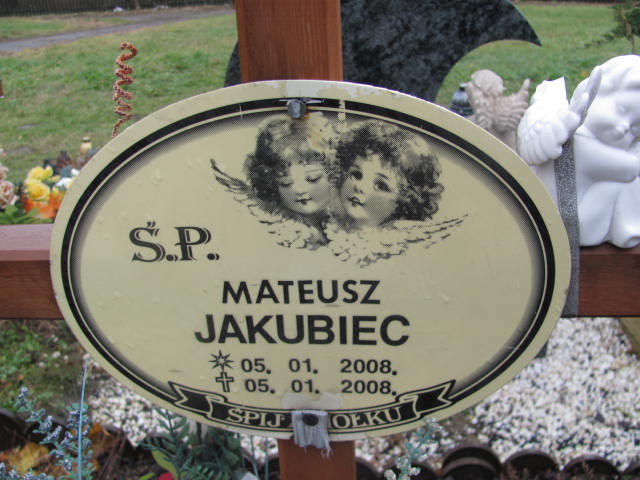 Ś.P.
MATEUSZ
JAKUBIEC
05. 01. 2008.
05. 01. 2008.
ŚPIJ